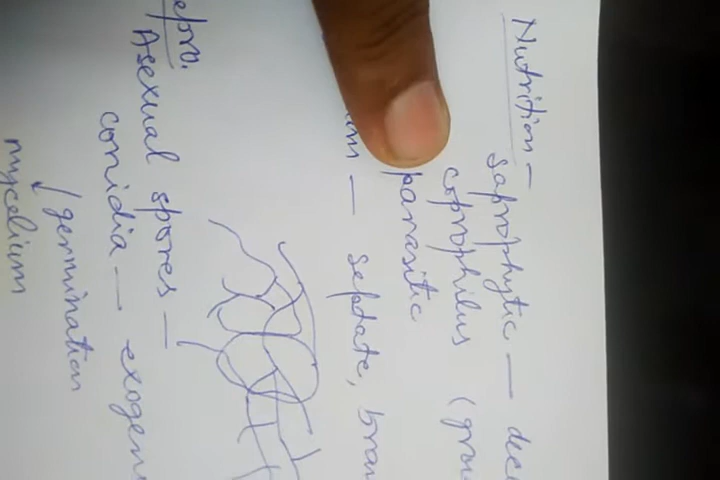 Nutrition -
saprophytic —
coprophilus
parasitic
— septate,
Asexual spores —
conidia —
↓ germination
mycelium